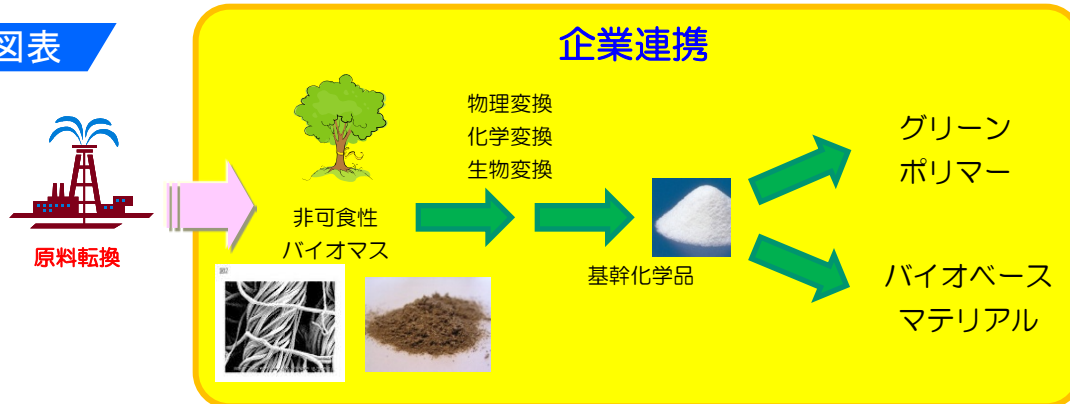 図表
企業連携
原料転換
非可食性
バイオマス
物理変換
化学変換
生物変換
基幹化学品
グリーン
ポリマー
バイオベース
マテリアル